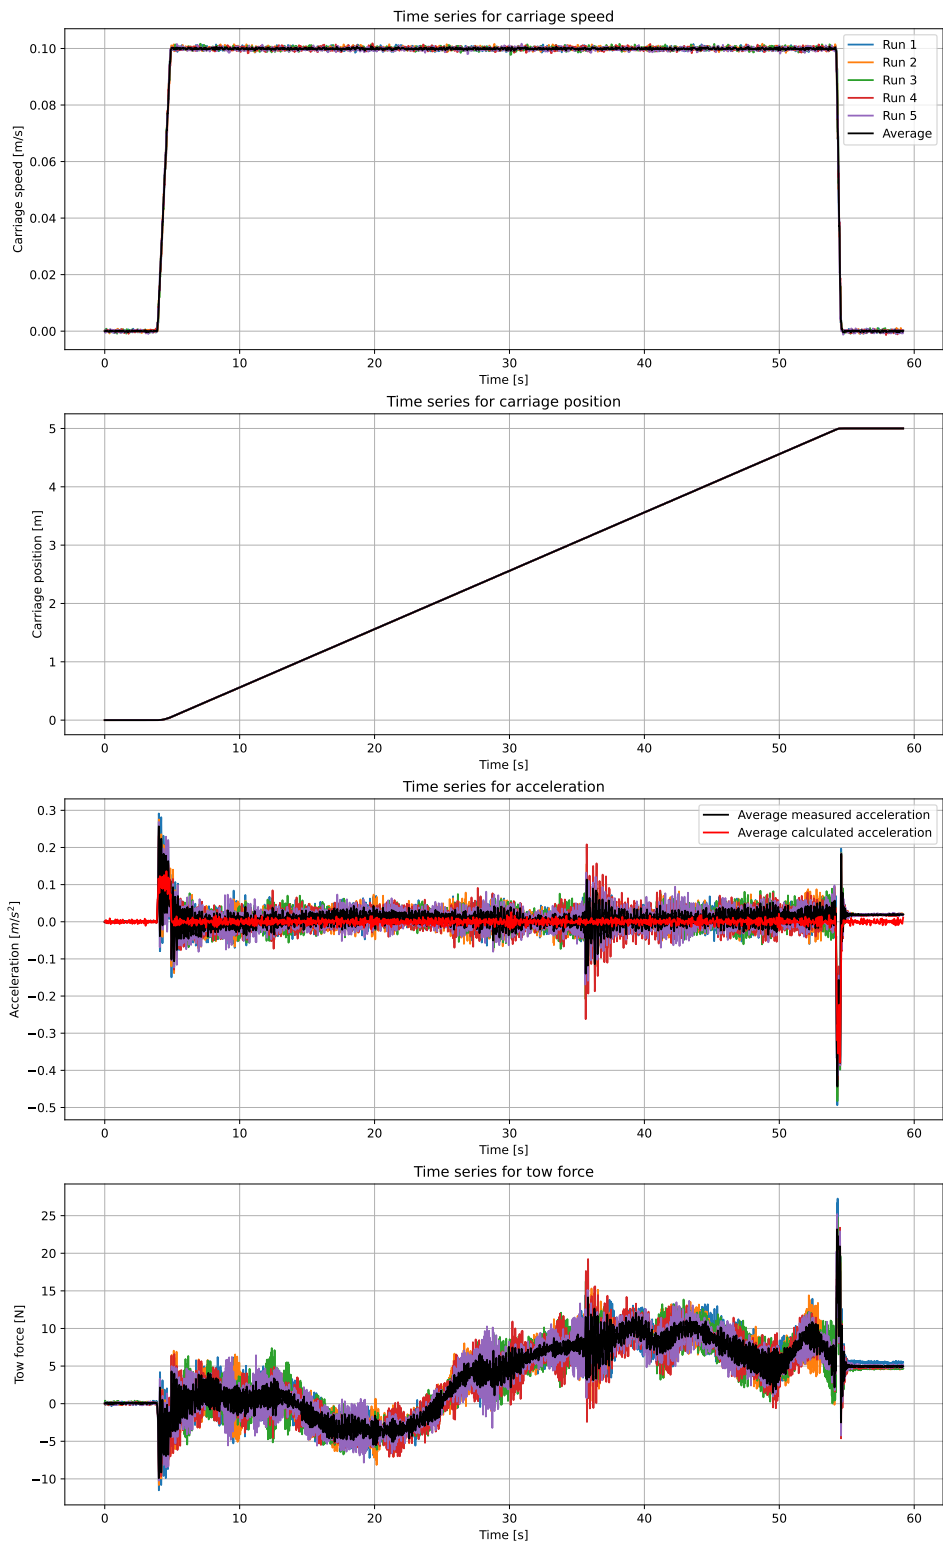 Time series for carriage speed
0.10
0.08
0.06
0.04
0.02
0.00
Carriage speed [m/s]
Run 1
Run 2
Run 3
Run 4
Run 5
Average
0 10 20 30 40 50 60
Time [s]
Time series for carriage position
5
4
3
2
1
0
Carriage position [m]
0 10 20 30 40 50 60
Time [s]
Time series for acceleration
0.3
0.2
0.1
0.0
−0.1
−0.2
−0.3
−0.4
−0.5
Acceleration [m/s²]
Average measured acceleration
Average calculated acceleration
0 10 20 30 40 50 60
Time [s]
Time series for tow force
25
20
15
10
5
0
−5
−10
Tow force [N]
0 10 20 30 40 50 60
Time [s]